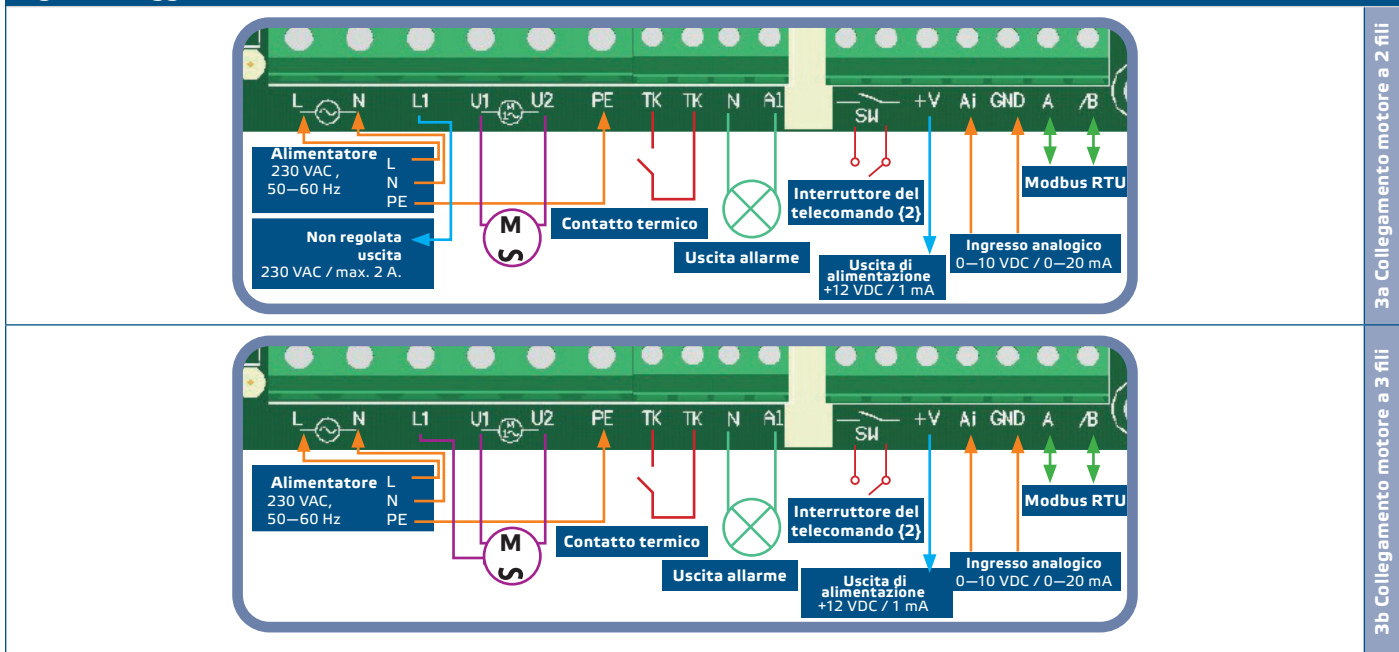 L N L1 U1 M 1~ U2 PE TK TK N A1 SW +V Ai GND A /B
Alimentatore
230 VAC ,
50—60 Hz
L
N
PE
Non regolata
uscita
230 VAC / max. 2 A.
M
Contatto termico
Uscita allarme
Interruttore del
telecomando {2}
Uscita di
alimentazione
+12 VDC / 1 mA
Ingresso analogico
0—10 VDC / 0—20 mA
Modbus RTU
3a Collegamento motore a 2 fili
L N L1 U1 M 1~ U2 PE TK TK N A1 SW +V Ai GND A /B
Alimentatore
230 VAC,
50—60 Hz
L
N
PE
M
Contatto termico
Uscita allarme
Interruttore del
telecomando {2}
Uscita di
alimentazione
+12 VDC / 1 mA
Ingresso analogico
0—10 VDC / 0—20 mA
Modbus RTU
3b Collegamento motore a 3 fili